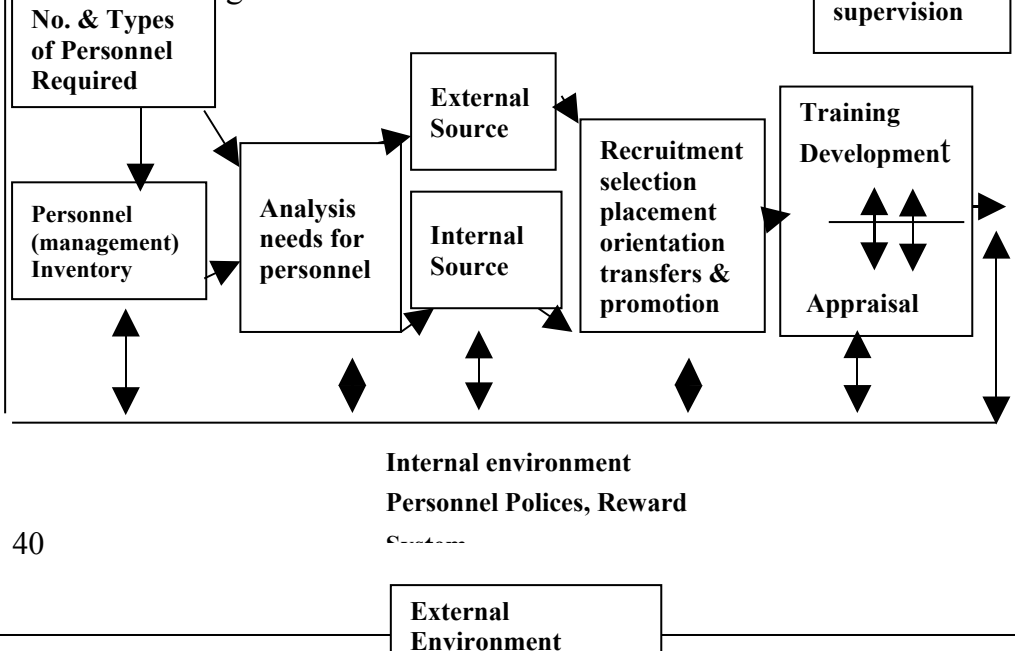 No. & Types
of Personnel
Required
supervision
External
Source
Training
Development
Recruitment
selection
placement
orientation
transfers &
promotion
Analysis
needs for
personnel
Personnel
(management)
Inventory
Internal
Source
Appraisal
Internal environment
Personnel Polices, Reward
40
External
Environment